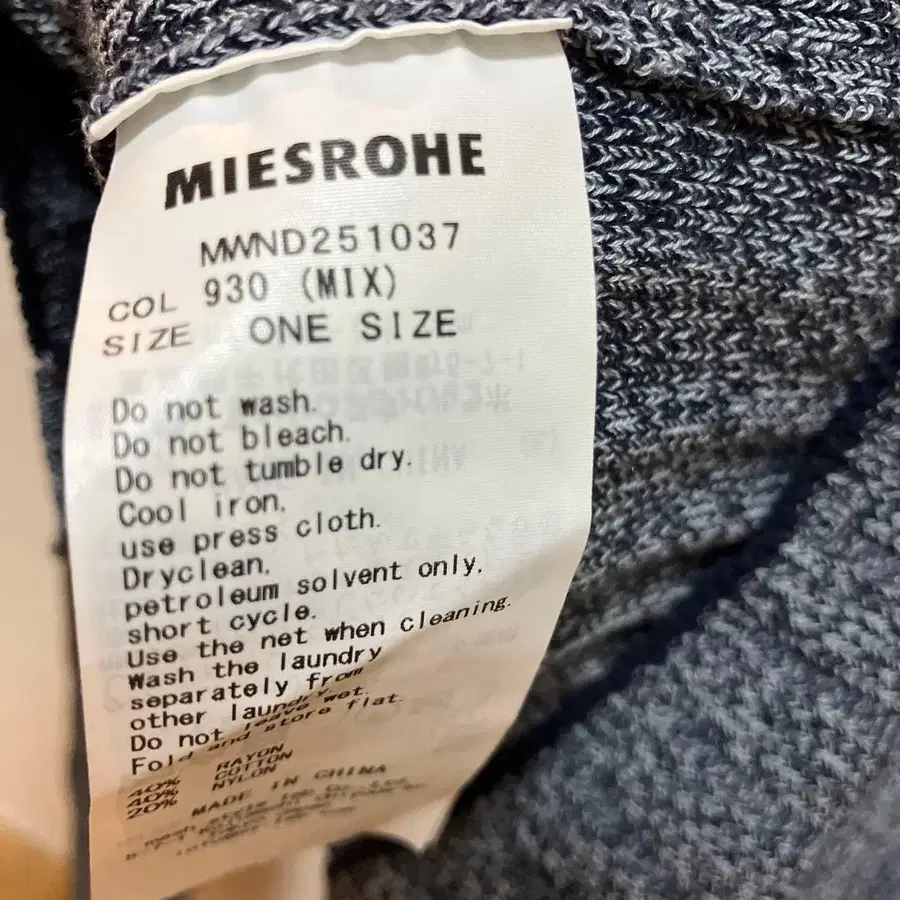 MIESROHE
MWND251037
COL 930 (MIX)
SIZE ONE SIZE
Do not wash.
Do not bleach.
Do not tumble dry.
Cool iron.
use press cloth.
Dryclean.
petroleum solvent only.
short cycle.
Use the net when cleaning.
Wash the laundry
separately from
other laundry.
Do not leave wet.
Fold and store flat.
40% RAYON
40% COTTON
20% NYLON
MADE IN CHINA